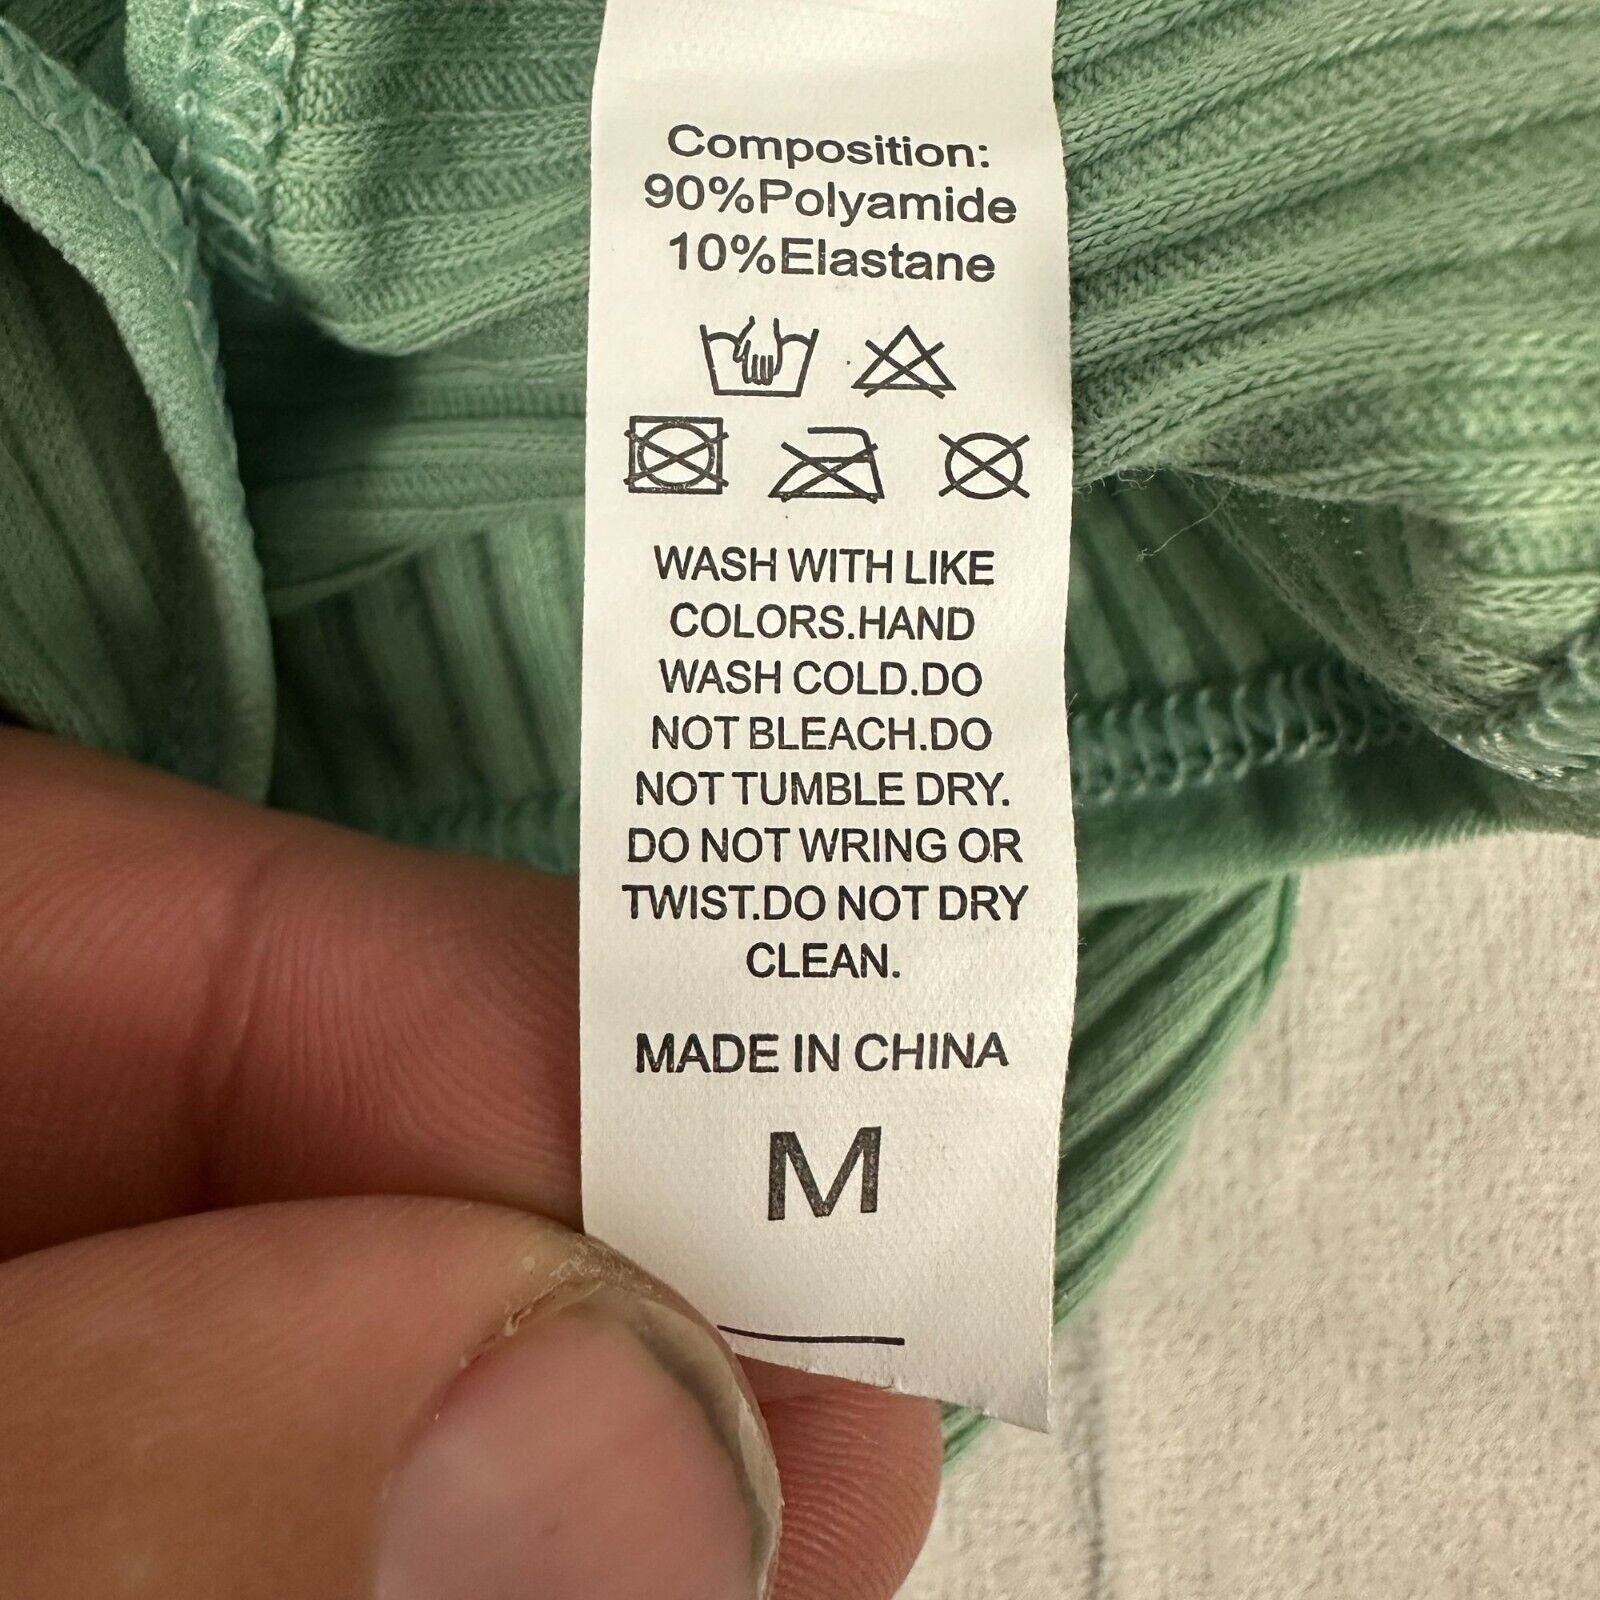 Composition:
90%Polyamide
10%Elastane
WASH WITH LIKE
COLORS.HAND
WASH COLD.DO
NOT BLEACH.DO
NOT TUMBLE DRY.
DO NOT WRING OR
TWIST.DO NOT DRY
CLEAN.
MADE IN CHINA
M